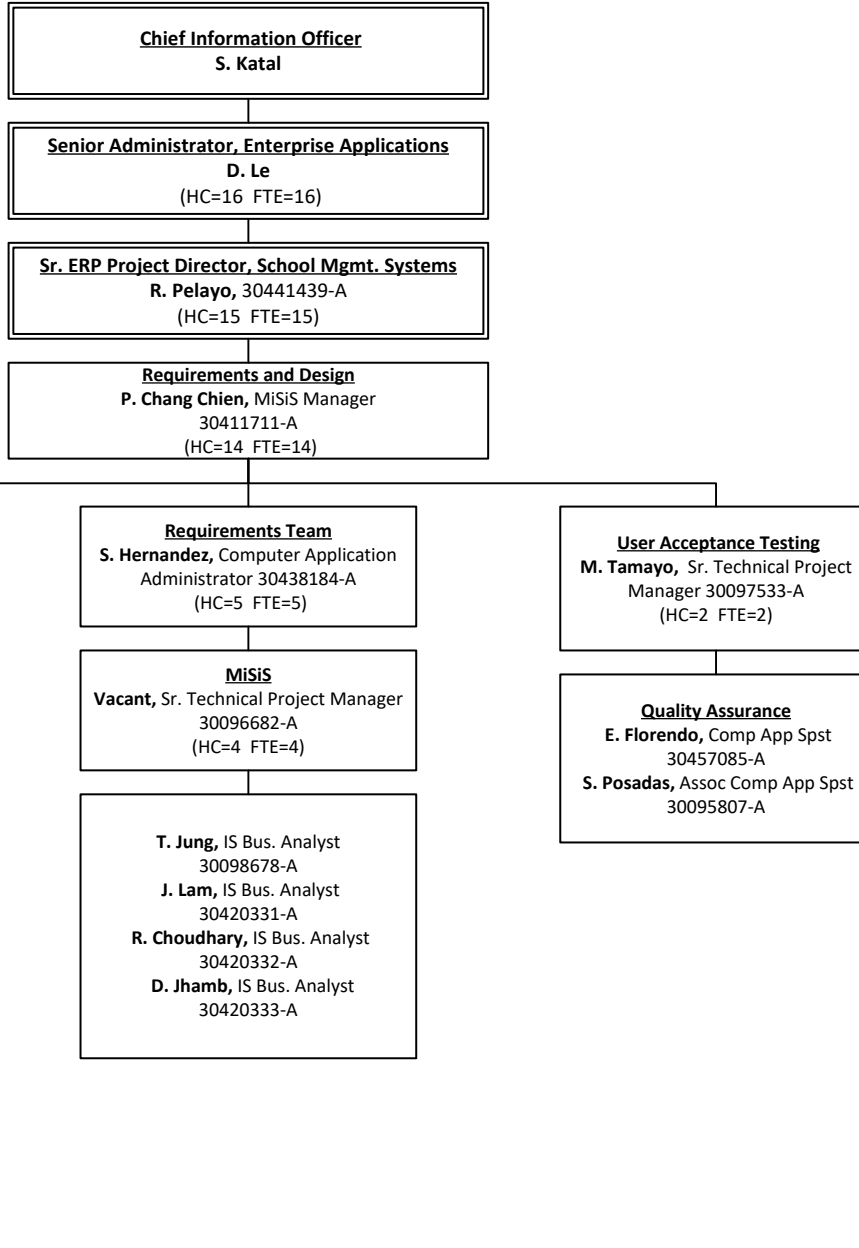 Chief Information Officer
S. Katal
Senior Administrator, Enterprise Applications
D. Le
(HC=16 FTE=16)
Sr. ERP Project Director, School Mgmt. Systems
R. Pelayo, 30441439-A
(HC=15 FTE=15)
Requirements and Design
P. Chang Chien, MiSiS Manager
30411711-A
(HC=14 FTE=14)
Requirements Team
S. Hernandez, Computer Application
Administrator 30438184-A
(HC=5 FTE=5)
MiSiS
Vacant, Sr. Technical Project Manager
30096682-A
(HC=4 FTE=4)
T. Jung, IS Bus. Analyst
30098678-A
J. Lam, IS Bus. Analyst
30420331-A
R. Choudhary, IS Bus. Analyst
30420332-A
D. Jhamb, IS Bus. Analyst
30420333-A
User Acceptance Testing
M. Tamayo, Sr. Technical Project
Manager 30097533-A
(HC=2 FTE=2)
Quality Assurance
E. Florendo, Comp App Spst
30457085-A
S. Posadas, Assoc Comp App Spst
30095807-A